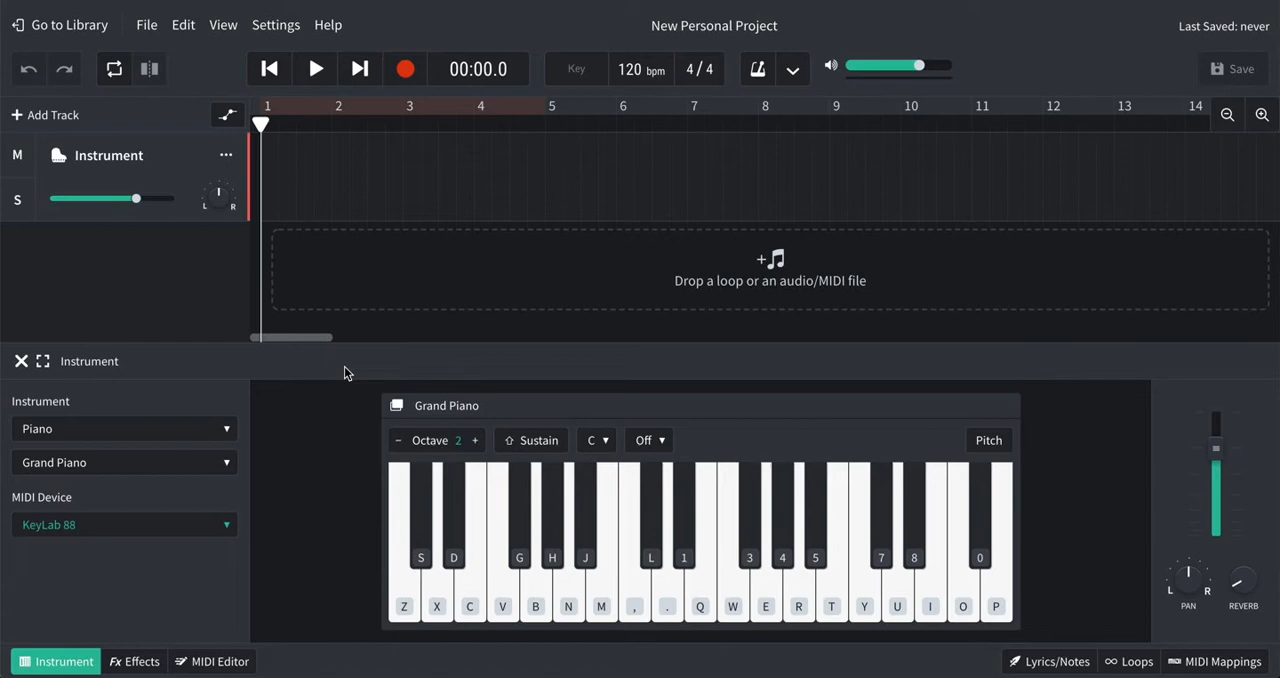 Go to Library File Edit View Settings Help New Personal Project Last Saved: never
00:00.0 Key 120 bpm 4 / 4 Save
+ Add Track 1 2 3 4 5 6 7 8 9 10 11 12 13 14
M Instrument ...
S L R
Drop a loop or an audio/MIDI file
Instrument
Instrument
Piano
Grand Piano
MIDI Device
KeyLab 88
Grand Piano
− Octave 2 + Sustain C Off Pitch
S D G H J L 1 3 4 5 7 8 0
Z X C V B N M , . Q W E R T Y U I O P
L R
PAN REVERB
Instrument Fx Effects MIDI Editor Lyrics/Notes Loops MIDI Mappings